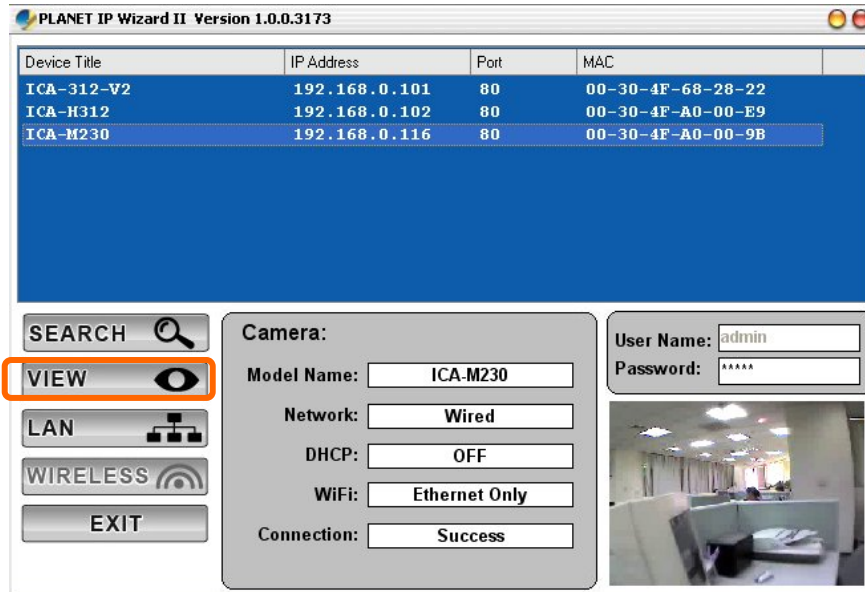 PLANET IP Wizard II Version 1.0.0.3173
Device Title IP Address Port MAC
ICA-312-V2 192.168.0.101 80 00-30-4F-68-28-22
ICA-H312 192.168.0.102 80 00-30-4F-A0-00-E9
ICA-M230 192.168.0.116 80 00-30-4F-A0-00-9B
SEARCH
VIEW
LAN
WIRELESS
EXIT
Camera:
Model Name: ICA-M230
Network: Wired
DHCP: OFF
WiFi: Ethernet Only
Connection: Success
User Name: admin
Password: *****